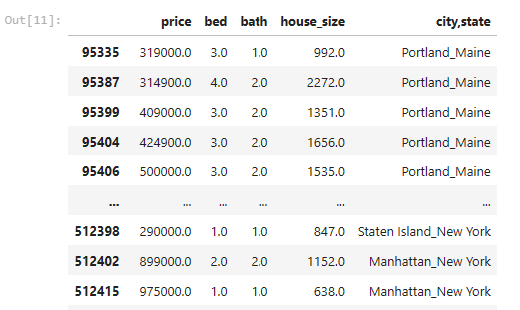 Out[11]:
price bed bath house_size city,state
95335 319000.0 3.0 1.0 992.0 Portland_Maine
95387 314900.0 4.0 2.0 2272.0 Portland_Maine
95399 409000.0 3.0 2.0 1351.0 Portland_Maine
95404 424900.0 3.0 2.0 1656.0 Portland_Maine
95406 500000.0 3.0 2.0 1535.0 Portland_Maine
... ... ... ... ... ...
512398 290000.0 1.0 1.0 847.0 Staten Island_New York
512402 899000.0 2.0 2.0 1152.0 Manhattan_New York
512415 975000.0 1.0 1.0 638.0 Manhattan_New York